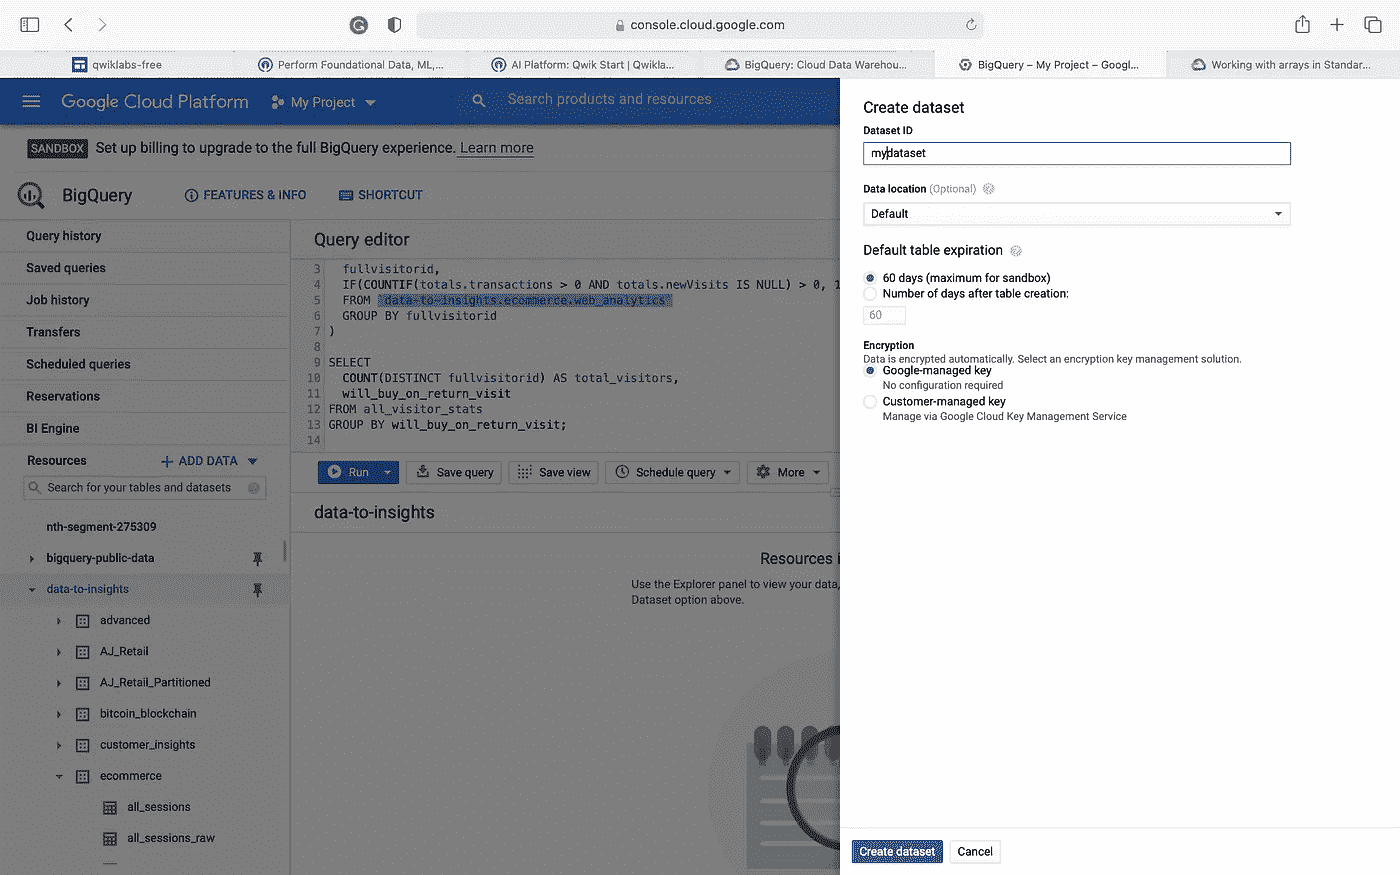 console.cloud.google.com
qwiklabs-free
Perform Foundational Data, ML,...
AI Platform: Qwik Start | Qwikla...
BigQuery: Cloud Data Warehou...
BigQuery – My Project – Googl...
Working with arrays in Standar...
Google Cloud Platform
My Project
Search products and resources
SANDBOX Set up billing to upgrade to the full BigQuery experience. Learn more
BigQuery
FEATURES & INFO
SHORTCUT
Query history
Saved queries
Job history
Transfers
Scheduled queries
Reservations
BI Engine
Resources
ADD DATA
Search for your tables and datasets
nth-segment-275309
bigquery-public-data
data-to-insights
advanced
AJ_Retail
AJ_Retail_Partitioned
bitcoin_blockchain
customer_insights
ecommerce
all_sessions
all_sessions_raw
Query editor
3 fullvisitorid,
4 IF(COUNTIF(totals.transactions > 0 AND totals.newVisits IS NULL) > 0, 1
5 FROM `data-to-insights.ecommerce.web_analytics`
6 GROUP BY fullvisitorid
7 )
8
9 SELECT
10 COUNT(DISTINCT fullvisitorid) AS total_visitors,
11 will_buy_on_return_visit
12 FROM all_visitor_stats
13 GROUP BY will_buy_on_return_visit;
14
Run
Save query
Save view
Schedule query
More
data-to-insights
Resources i
Use the Explorer panel to view your data,
Dataset option above.
Create dataset
Dataset ID
mydataset
Data location (Optional)
Default
Default table expiration
60 days (maximum for sandbox)
Number of days after table creation:
60
Encryption
Data is encrypted automatically. Select an encryption key management solution.
Google-managed key
No configuration required
Customer-managed key
Manage via Google Cloud Key Management Service
Create dataset
Cancel